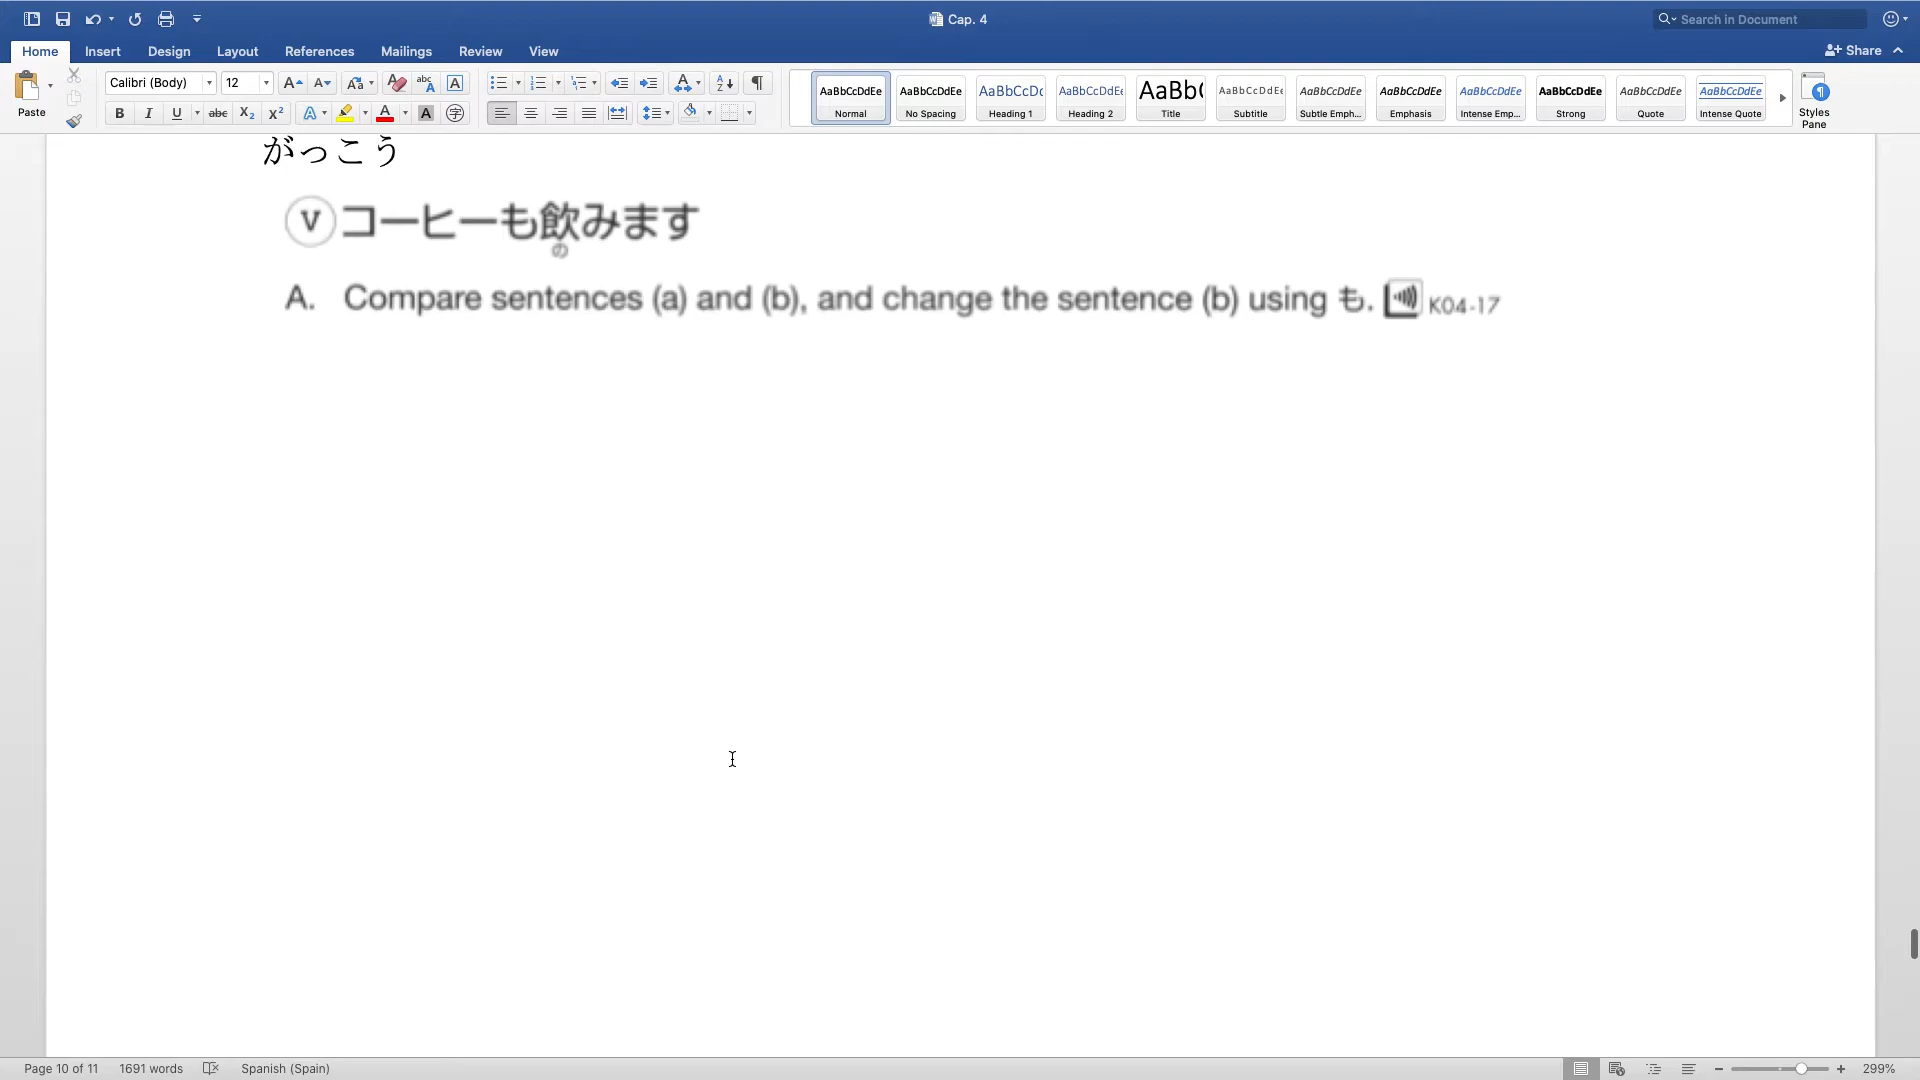 Cap. 4
Search in Document
Home Insert Design Layout References Mailings Review View
Share
Paste
Calibri (Body) 12
AaBbCcDdEe AaBbCcDdEe AaBbCcDc AaBbCcDdEe AaBb( AaBbCcDdEe AaBbCcDdEe AaBbCcDdEe AaBbCcDdEe AaBbCcDdEe AaBbCcDdEe AaBbCcDdEe
Normal No Spacing Heading 1 Heading 2 Title Subtitle Subtle Emph... Emphasis Intense Emp... Strong Quote Intense Quote
Styles
Pane
がっこう
V コーヒーも飲みます
の
A. Compare sentences (a) and (b), and change the sentence (b) using も. K04-17
Page 10 of 11 1691 words Spanish (Spain) 299%